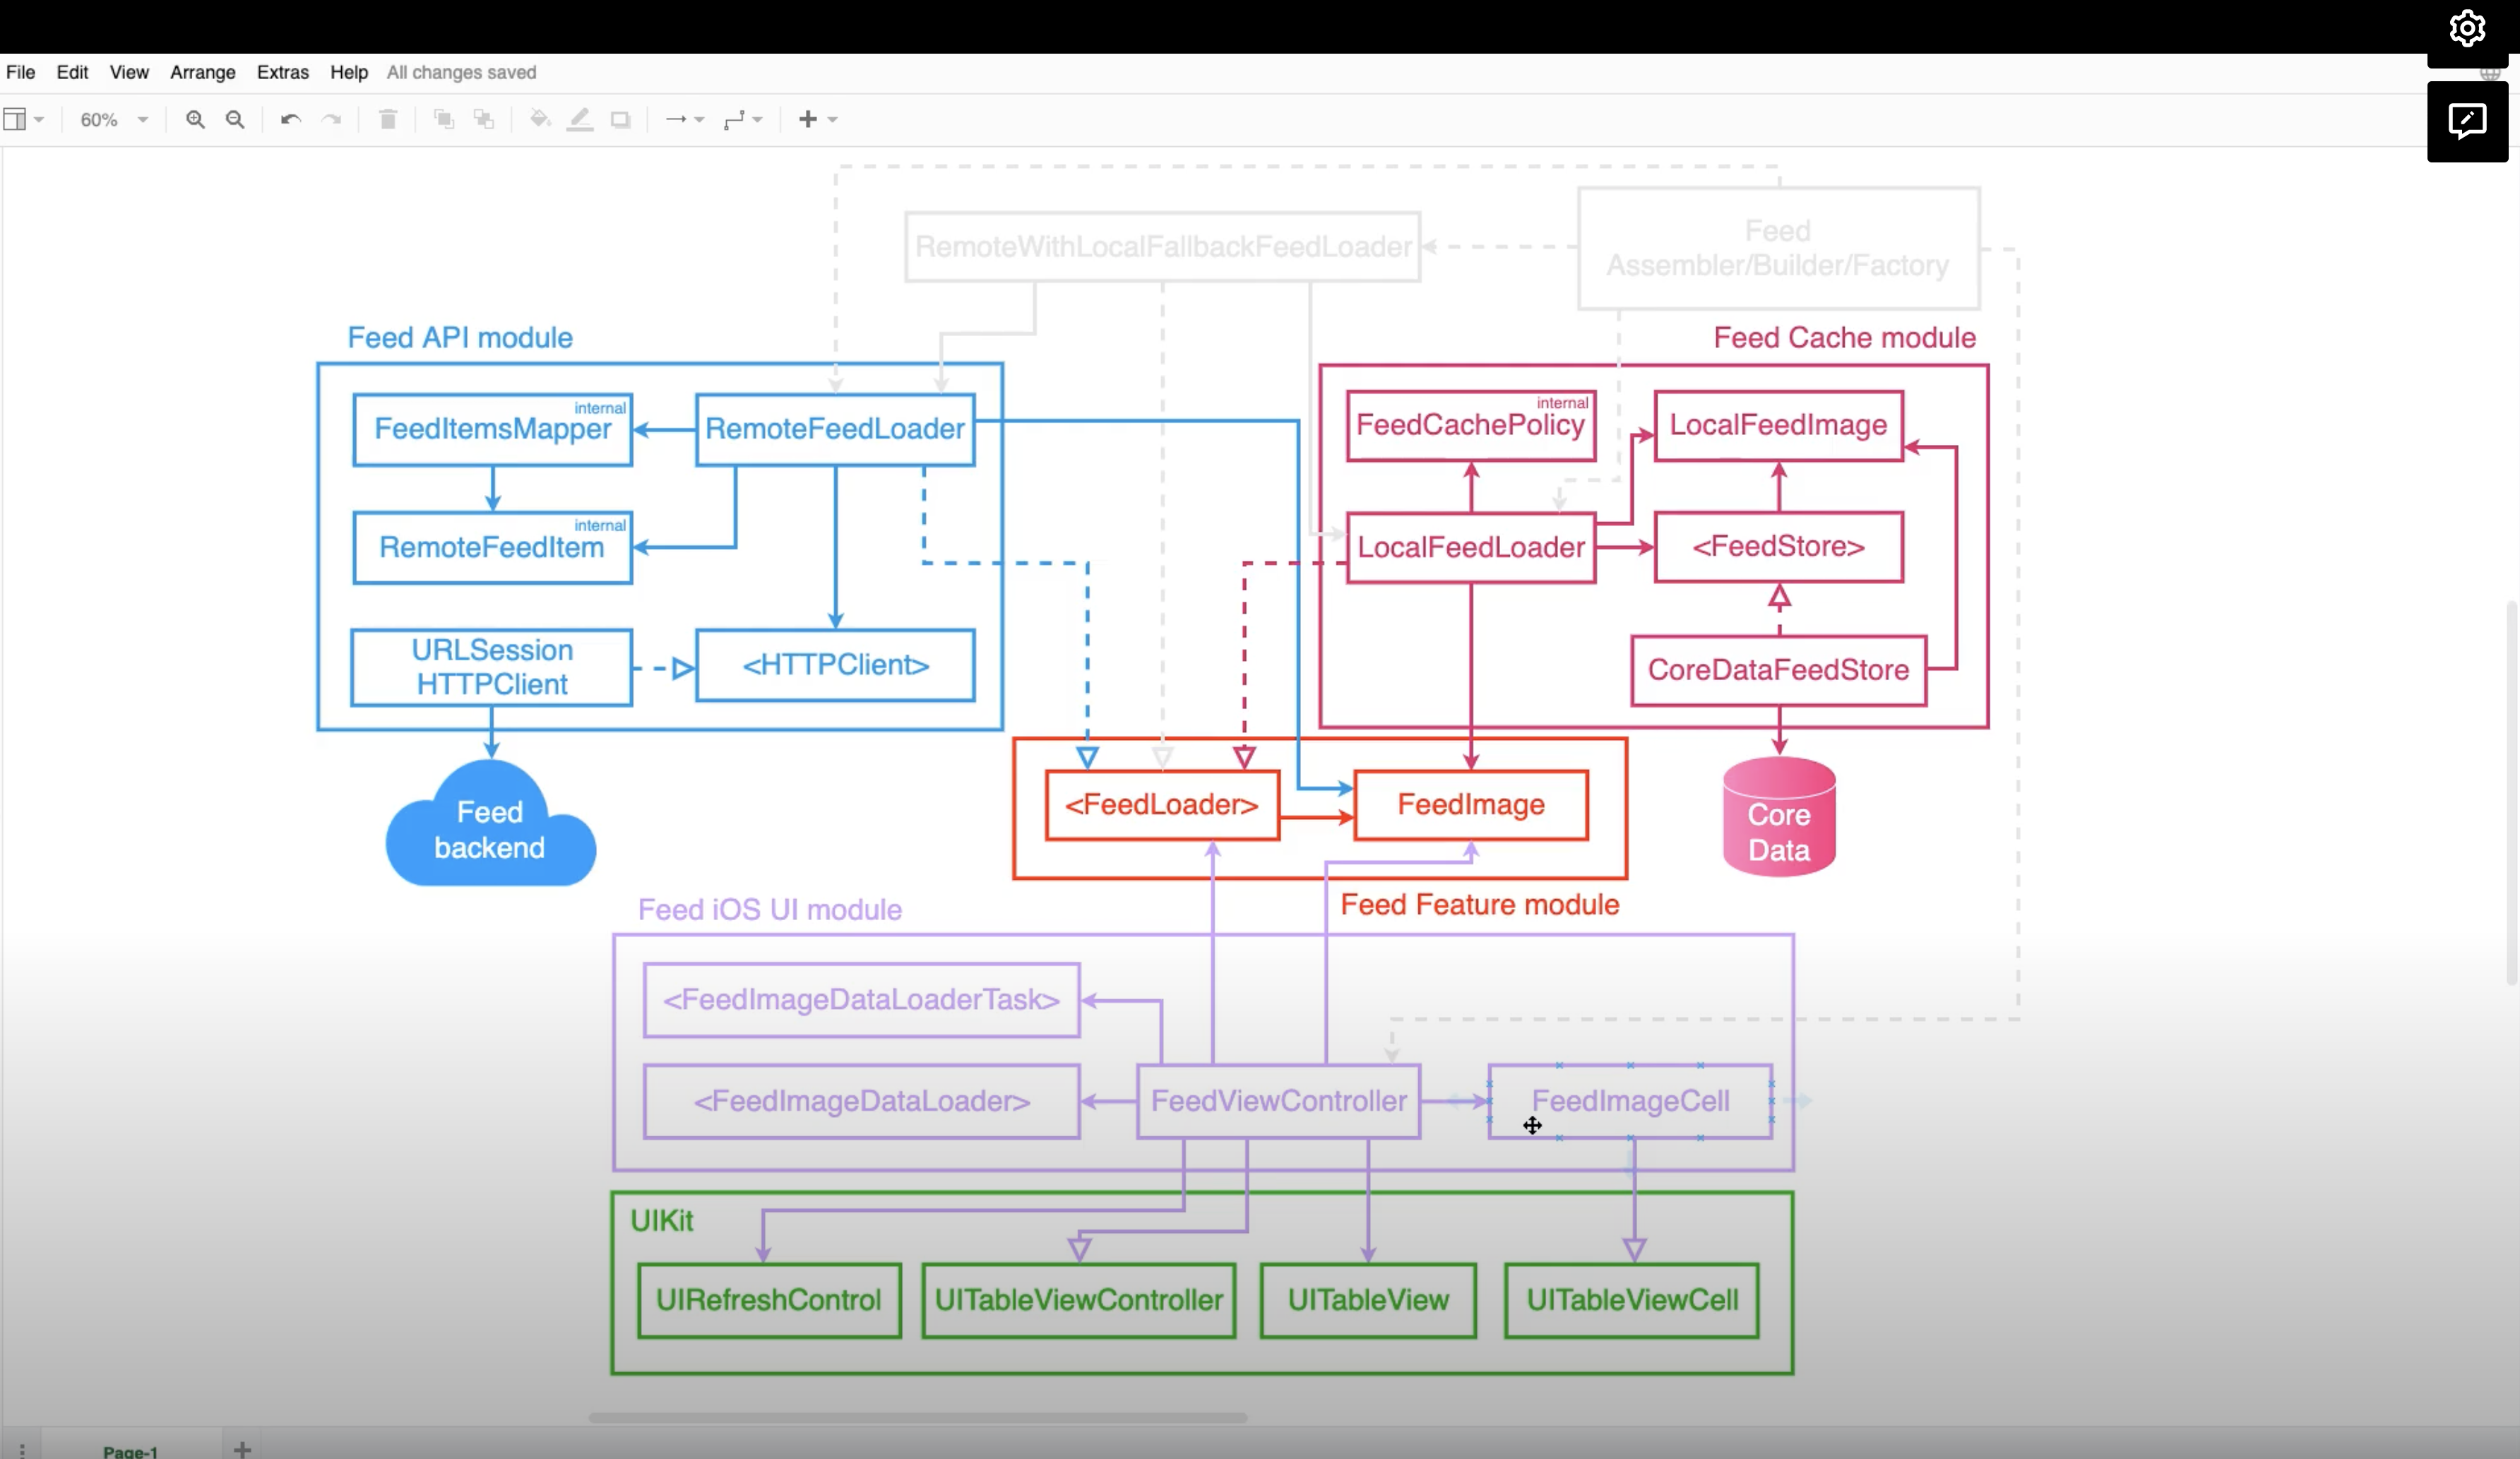 File Edit View Arrange Extras Help All changes saved
60%
RemoteWithLocalFallbackFeedLoader
Feed
Assembler/Builder/Factory
Feed API module
internal
FeedItemsMapper
RemoteFeedLoader
internal
RemoteFeedItem
URLSession
HTTPClient
<HTTPClient>
Feed
backend
Feed Cache module
internal
FeedCachePolicy
LocalFeedImage
LocalFeedLoader
<FeedStore>
CoreDataFeedStore
Core
Data
<FeedLoader>
FeedImage
Feed Feature module
Feed iOS UI module
<FeedImageDataLoaderTask>
<FeedImageDataLoader>
FeedViewController
FeedImageCell
UIKit
UIRefreshControl
UITableViewController
UITableView
UITableViewCell
Page-1